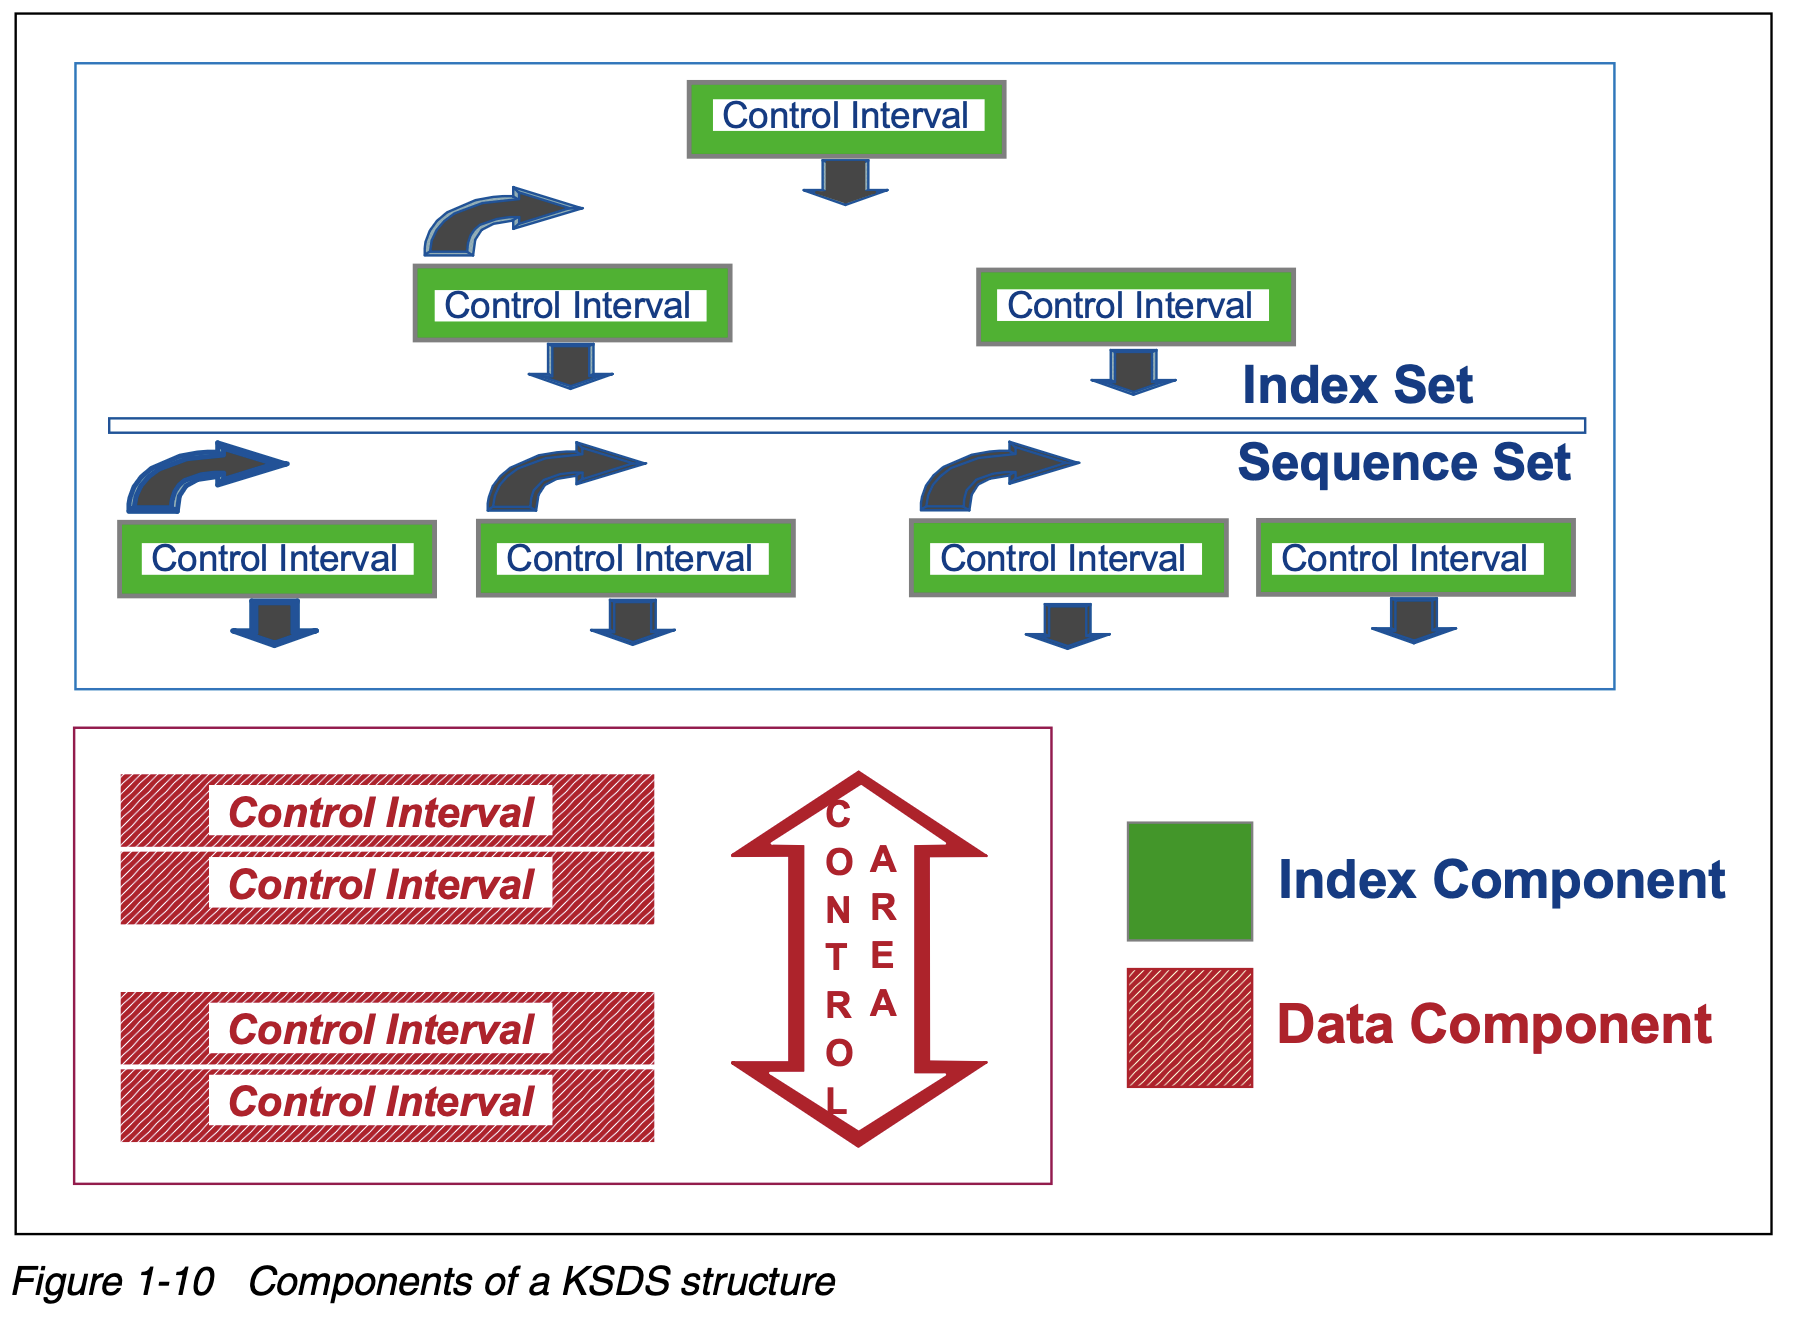 Control Interval
Control Interval
Control Interval
Index Set
Sequence Set
Control Interval
Control Interval
Control Interval
Control Interval
Control Interval
Control Interval
Control Interval
Control Interval
CONTROL
AREA
Index Component
Data Component
Figure 1-10 Components of a KSDS structure